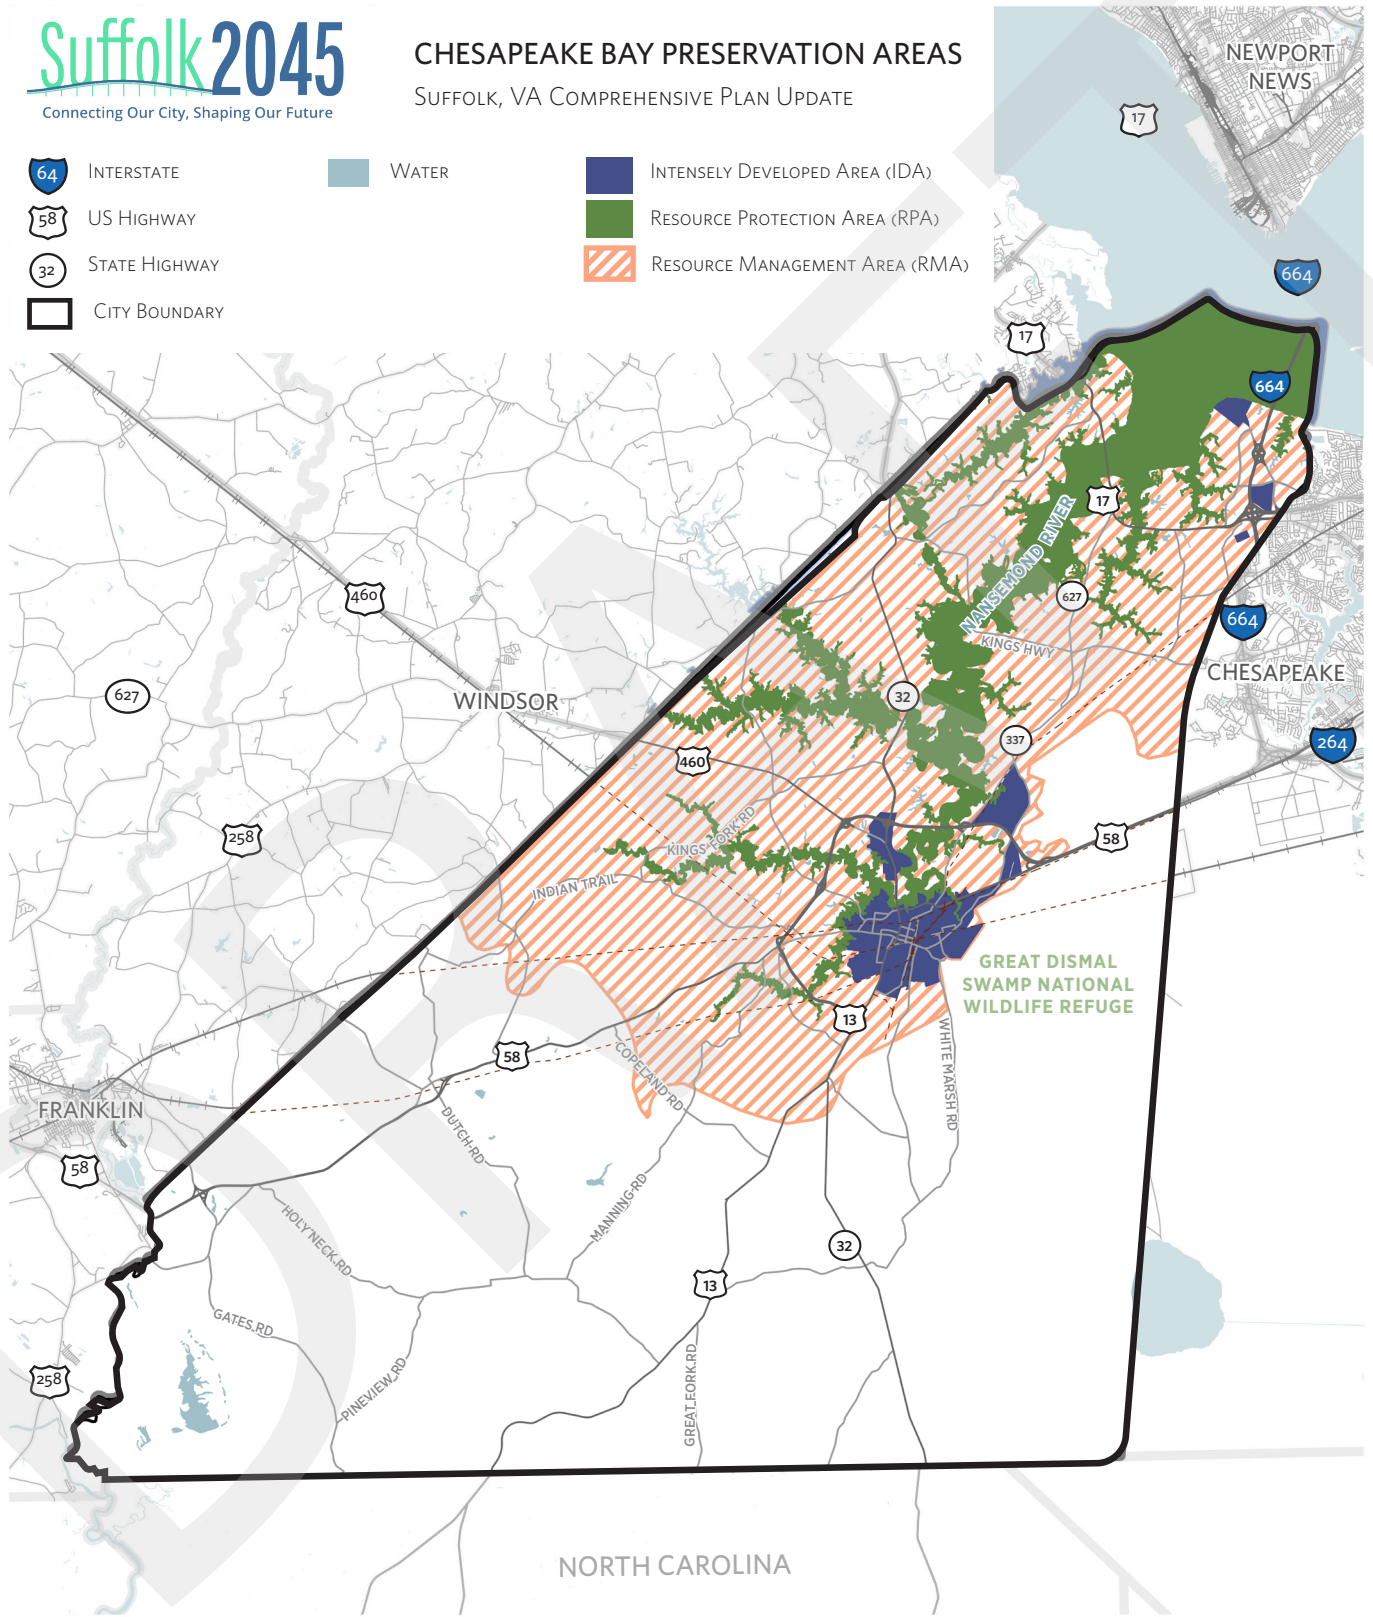 Suffolk 2045
Connecting Our City, Shaping Our Future
CHESAPEAKE BAY PRESERVATION AREAS
SUFFOLK, VA COMPREHENSIVE PLAN UPDATE
64 INTERSTATE
58 US HIGHWAY
32 STATE HIGHWAY
CITY BOUNDARY
WATER
INTENSELY DEVELOPED AREA (IDA)
RESOURCE PROTECTION AREA (RPA)
RESOURCE MANAGEMENT AREA (RMA)
NEWPORT
NEWS
17
664
17
664
17
NANSEMOND RIVER
460
627
664
KINGS HWY
CHESAPEAKE
627
WINDSOR
32
337
264
460
258
KINGS FORK RD
58
INDIAN TRAIL
GREAT DISMAL
SWAMP NATIONAL
WILDLIFE REFUGE
13
58
COPELAND RD
WHITE MARSH RD
FRANKLIN
DUTCH RD
58
MANNING RD
HOLY NECK RD
32
13
GATES RD
258
PINEVIEW RD
GREAT FORK RD
NORTH CAROLINA
DRAFT